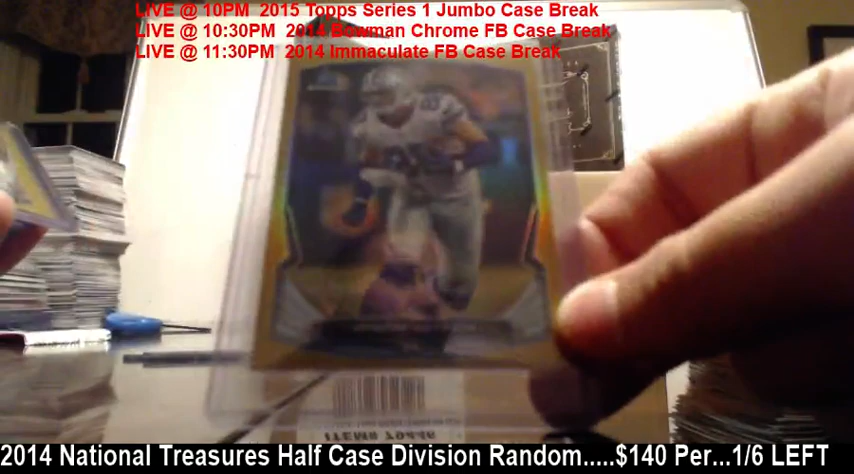 LIVE @ 10PM  2015 Topps Series 1 Jumbo Case Break
LIVE @ 10:30PM  2014 Bowman Chrome FB Case Break
LIVE @ 11:30PM  2014 Immaculate FB Case Break
2014 National Treasures Half Case Division Random.....$140 Per...1/6 LEFT